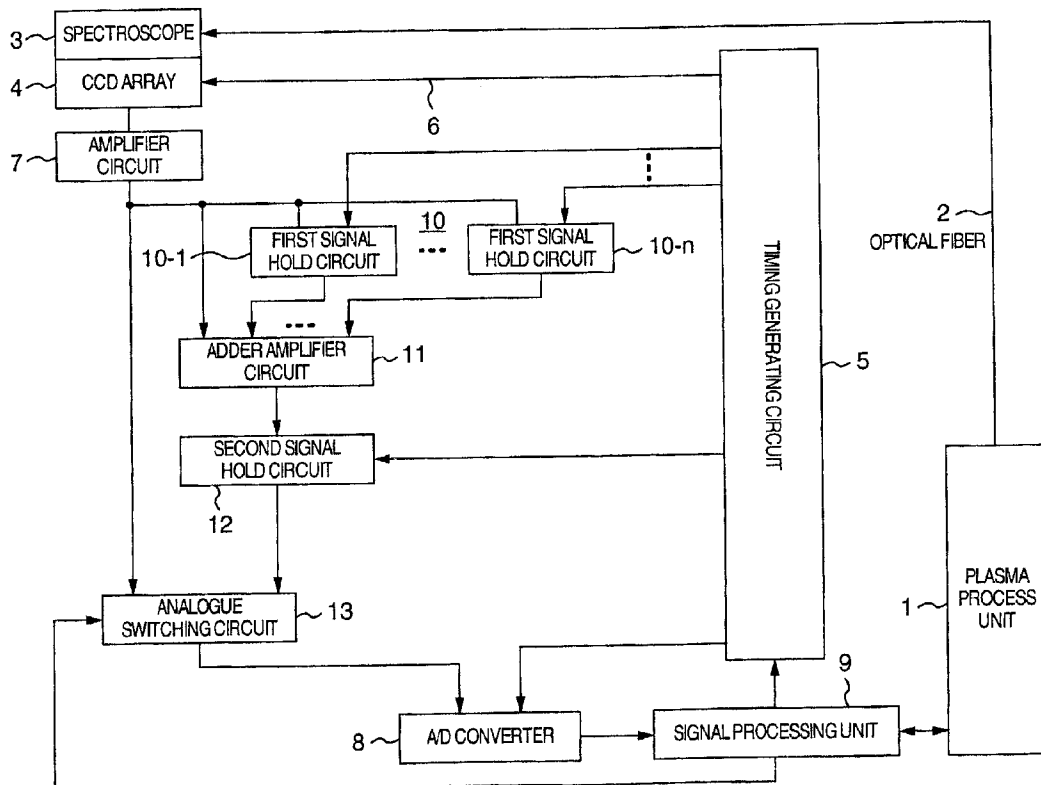 3
SPECTROSCOPE
4
CCD ARRAY
6
7
AMPLIFIER
CIRCUIT
2
OPTICAL FIBER
10
10-1
FIRST SIGNAL
HOLD CIRCUIT
FIRST SIGNAL
HOLD CIRCUIT
10-n
TIMING GENERATING CIRCUIT
5
ADDER AMPLIFIER
CIRCUIT
11
SECOND SIGNAL
HOLD CIRCUIT
12
ANALOGUE
SWITCHING CIRCUIT
13
1
PLASMA
PROCESS
UNIT
8
A/D CONVERTER
9
SIGNAL PROCESSING UNIT